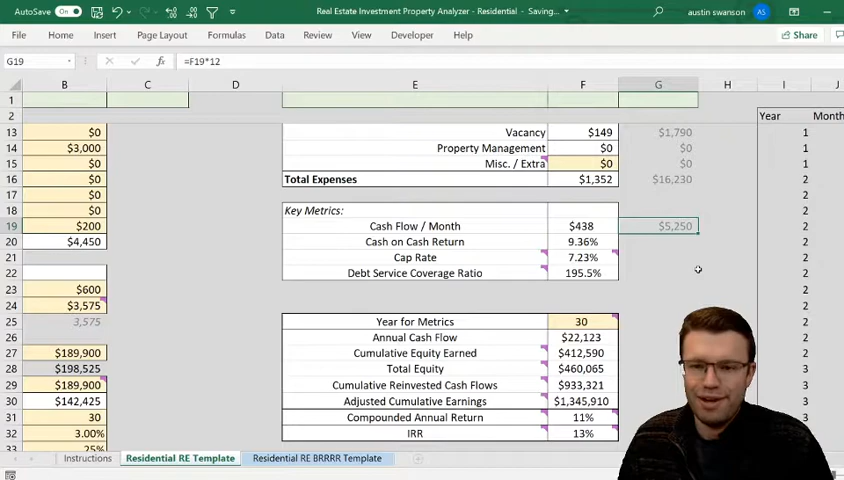 AutoSave On Real Estate Investment Property Analyzer - Residential - Saving... austin swanson AS
File Home Insert Page Layout Formulas Data Review View Developer Help Share
G19 fx =F19*12
B C D E F G H I J
1
2 Year Month
13 $0 Vacancy $149 $1,790 1
14 $3,000 Property Management $0 $0 1
15 $0 Misc. / Extra $0 $0 1
16 $0 Total Expenses $1,352 $16,230 2
17 $0 2
18 $0 Key Metrics: 2
19 $200 Cash Flow / Month $438 $5,250 2
20 $4,450 Cash on Cash Return 9.36% 2
21 Cap Rate 7.23% 2
22 Debt Service Coverage Ratio 195.5% 2
23 $600 2
24 $3,575 2
25 3,575 Year for Metrics 30 2
26 Annual Cash Flow $22,123 2
27 $189,900 Cumulative Equity Earned $412,590 2
28 $198,525 Total Equity $460,065 3
29 $189,900 Cumulative Reinvested Cash Flows $933,321 3
30 $142,425 Adjusted Cumulative Earnings $1,345,910 3
31 30 Compounded Annual Return 11% 3
32 3.00% IRR 13% 3
33 25%
Instructions Residential RE Template Residential RE BRRRR Template